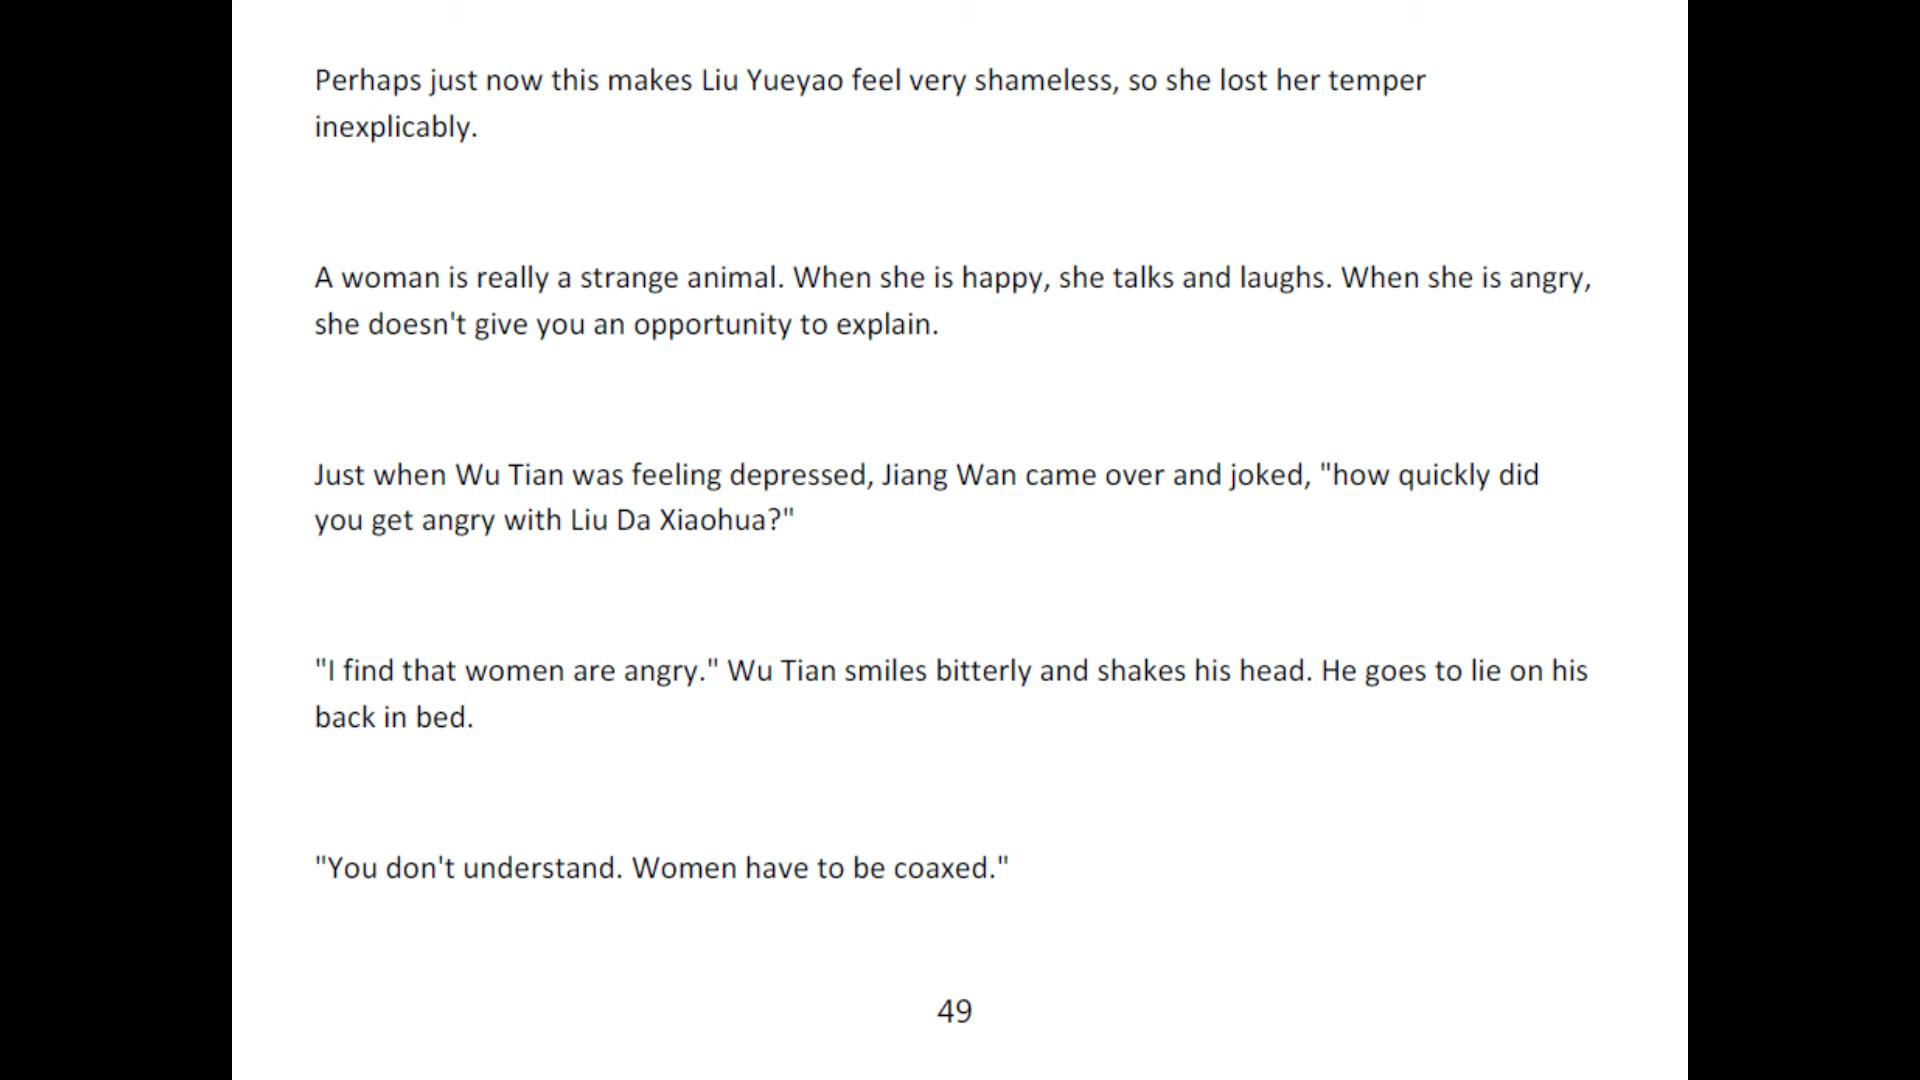 Perhaps just now this makes Liu Yueyao feel very shameless, so she lost her temper
inexplicably.
A woman is really a strange animal. When she is happy, she talks and laughs. When she is angry,
she doesn't give you an opportunity to explain.
Just when Wu Tian was feeling depressed, Jiang Wan came over and joked, "how quickly did
you get angry with Liu Da Xiaohua?"
"I find that women are angry." Wu Tian smiles bitterly and shakes his head. He goes to lie on his
back in bed.
"You don't understand. Women have to be coaxed."
49